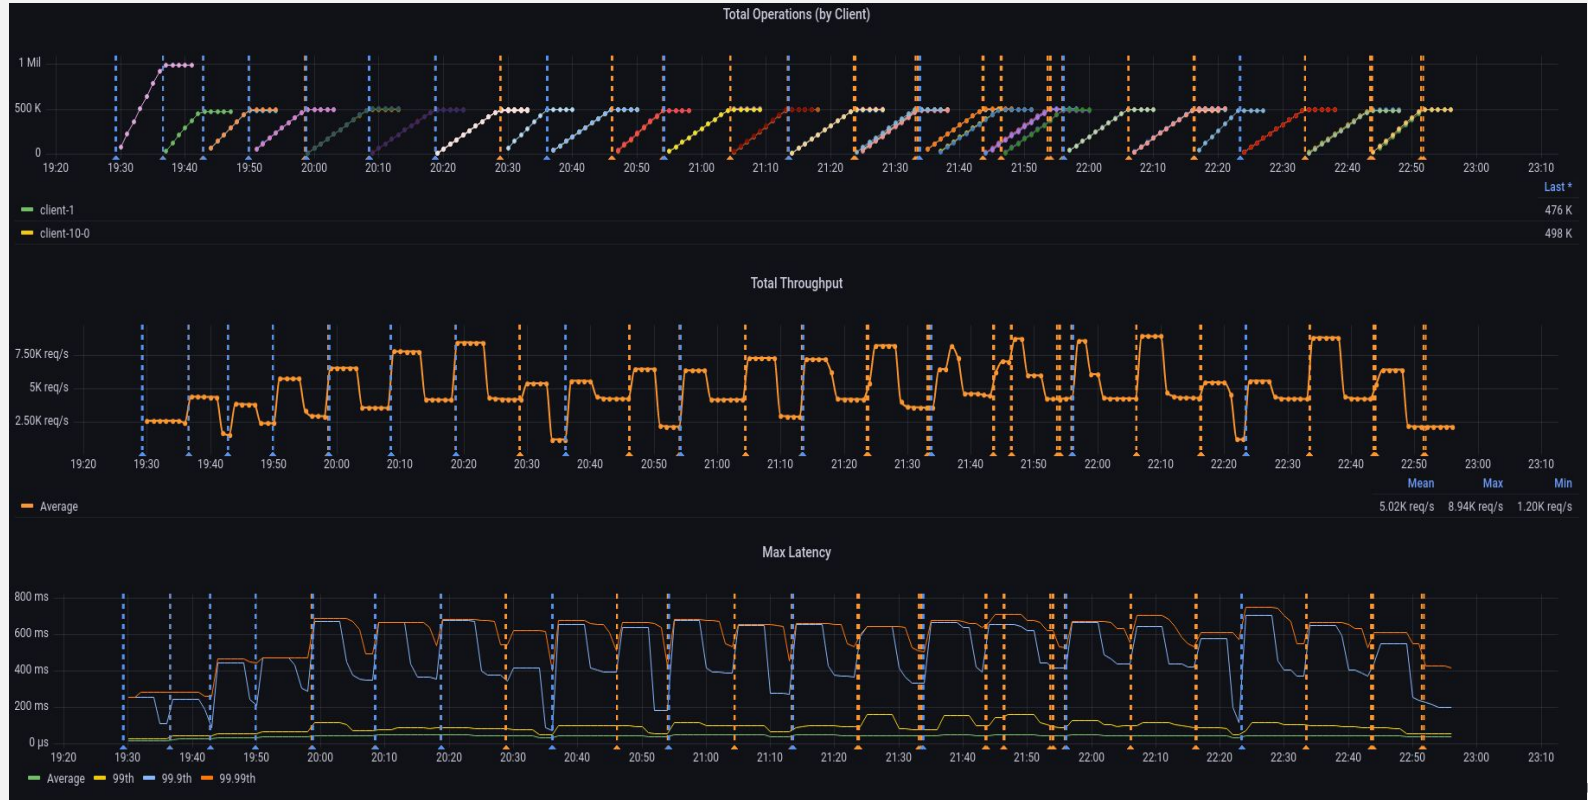 Total Operations (by Client)
1 Mil
500 K
0
19:20 19:30 19:40 19:50 20:00 20:10 20:20 20:30 20:40 20:50 21:00 21:10 21:20 21:30 21:40 21:50 22:00 22:10 22:20 22:30 22:40 22:50 23:00 23:10
Last *
client-1 476 K
client-10-0 498 K
Total Throughput
7.50K req/s
5K req/s
2.50K req/s
19:20 19:30 19:40 19:50 20:00 20:10 20:20 20:30 20:40 20:50 21:00 21:10 21:20 21:30 21:40 21:50 22:00 22:10 22:20 22:30 22:40 22:50 23:00 23:10
Mean Max Min
Average 5.02K req/s 8.94K req/s 1.20K req/s
Max Latency
800 ms
600 ms
400 ms
200 ms
0 µs
19:20 19:30 19:40 19:50 20:00 20:10 20:20 20:30 20:40 20:50 21:00 21:10 21:20 21:30 21:40 21:50 22:00 22:10 22:20 22:30 22:40 22:50 23:00 23:10
Average 99th 99.9th 99.99th